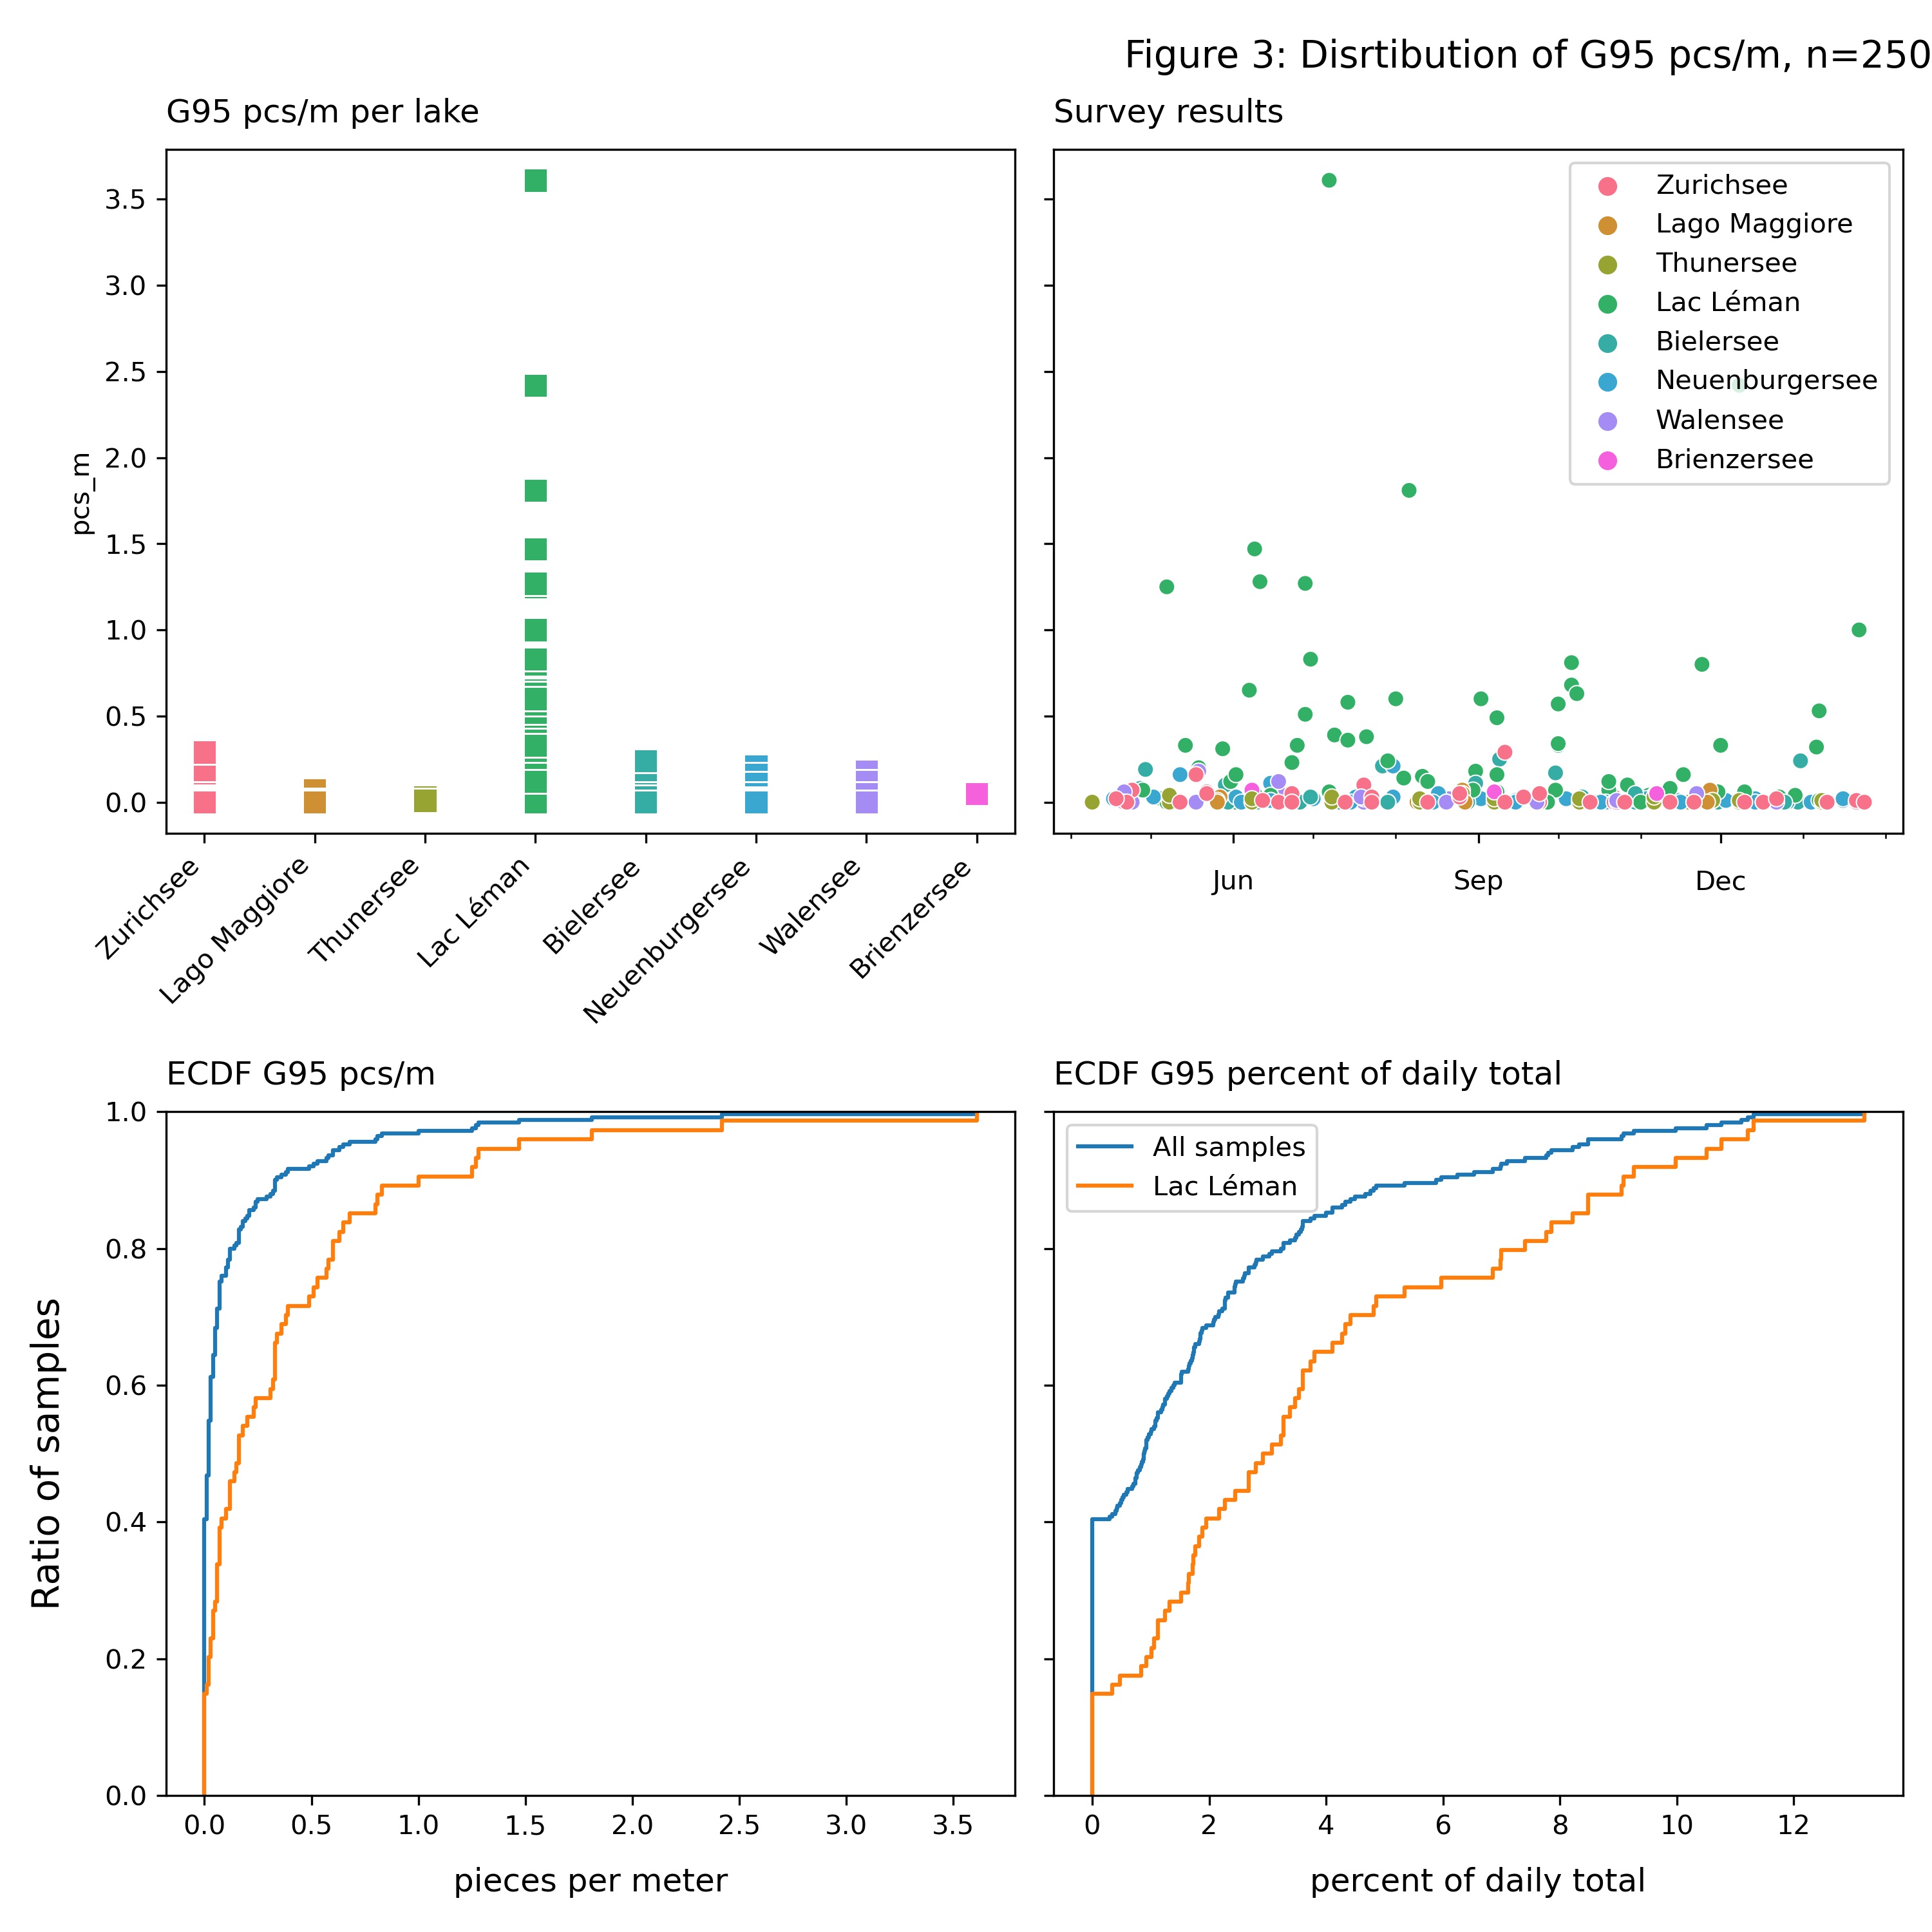 Figure 3: Disrtibution of G95 pcs/m, n=250
G95 pcs/m per lake
pcs_m
3.5
3.0
2.5
2.0
1.5
1.0
0.5
0.0
Zurichsee
Lago Maggiore
Thunersee
Lac Léman
Bielersee
Neuenburgersee
Walensee
Brienzersee
Survey results
Zurichsee
Lago Maggiore
Thunersee
Lac Léman
Bielersee
Neuenburgersee
Walensee
Brienzersee
Jun
Sep
Dec
ECDF G95 pcs/m
Ratio of samples
1.0
0.8
0.6
0.4
0.2
0.0
0.0 0.5 1.0 1.5 2.0 2.5 3.0 3.5
pieces per meter
ECDF G95 percent of daily total
All samples
Lac Léman
0 2 4 6 8 10 12
percent of daily total